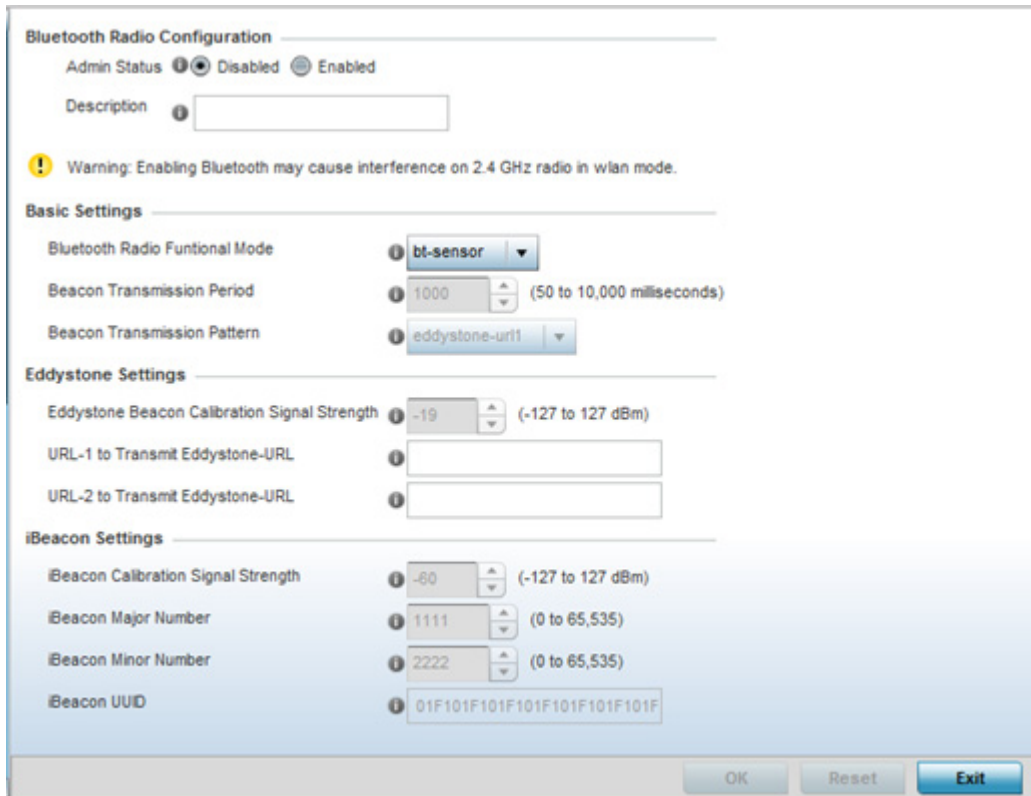 Bluetooth Radio Configuration
Admin Status Disabled Enabled
Description
Warning: Enabling Bluetooth may cause interference on 2.4 GHz radio in wlan mode.
Basic Settings
Bluetooth Radio Funtional Mode bt-sensor
Beacon Transmission Period 1000 (50 to 10,000 milliseconds)
Beacon Transmission Pattern eddystone-url1
Eddystone Settings
Eddystone Beacon Calibration Signal Strength -19 (-127 to 127 dBm)
URL-1 to Transmit Eddystone-URL
URL-2 to Transmit Eddystone-URL
iBeacon Settings
iBeacon Calibration Signal Strength -60 (-127 to 127 dBm)
iBeacon Major Number 1111 (0 to 65,535)
iBeacon Minor Number 2222 (0 to 65,535)
iBeacon UUID 01F101F101F101F101F101F101F
OK Reset Exit